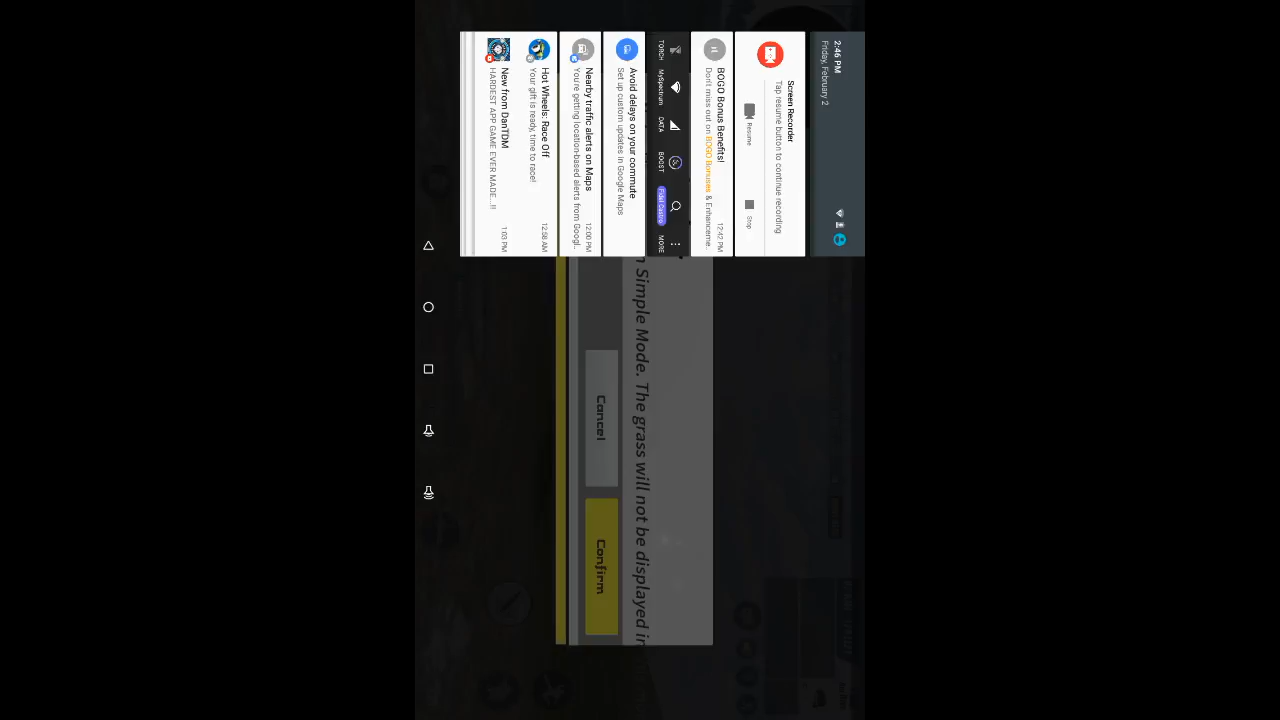 2:46 PM
Friday, February 2
Screen Recorder
Tap resume button to continue recording
Resume
Stop
BOGO Bonus Benefits!
12:42 PM
Don't miss out on BOGO Bonuses & Enhanceme..
TORCH
MySpectrum
DATA
BOOST
Fidel Castro
MORE
Avoid delays on your commute
Set up custom updates in Google Maps
Nearby traffic alerts on Maps
12:00 PM
You're getting location-based alerts from Googl..
Hot Wheels: Race Off
12:58 AM
Your gift is ready, time to race!
New from DanTDM
1:03 PM
HARDEST APP GAME EVER MADE...!!
n Simple Mode. The grass will not be displayed in
Cancel
Confirm